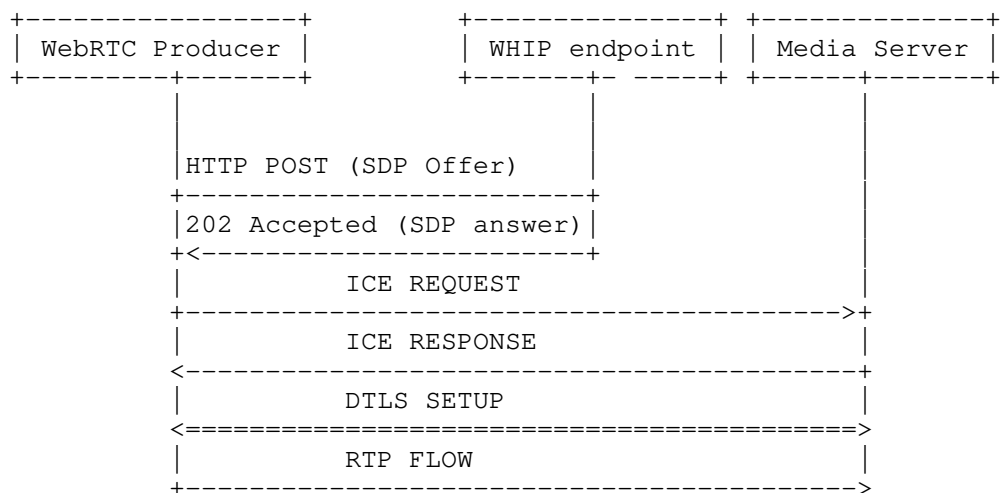 WebRTC Producer WHIP endpoint Media Server
HTTP POST (SDP Offer)
202 Accepted (SDP answer)
ICE REQUEST
ICE RESPONSE
DTLS SETUP
RTP FLOW